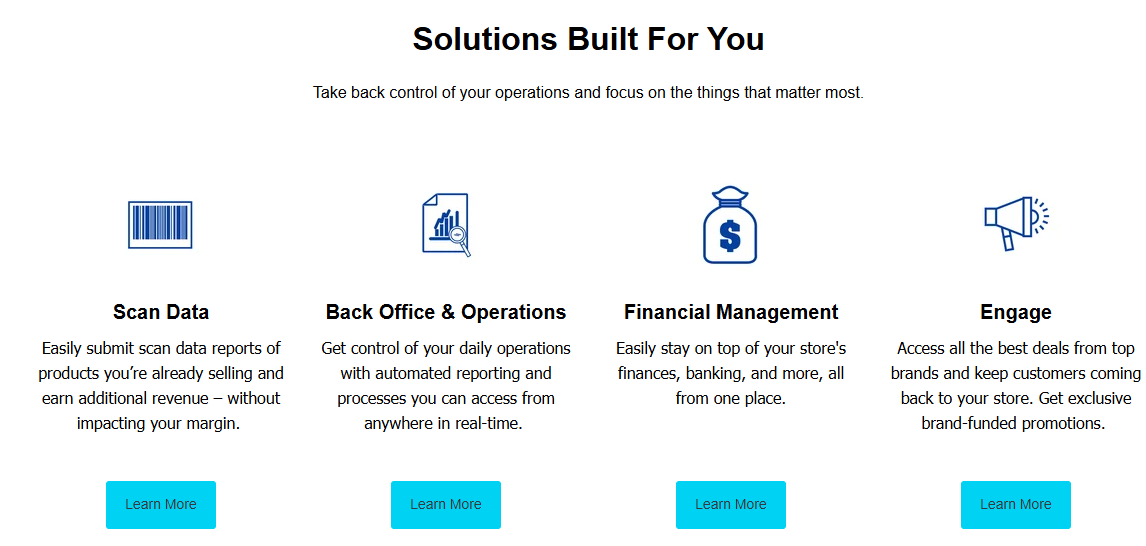 Solutions Built For You
Take back control of your operations and focus on the things that matter most.
$
Scan Data
Easily submit scan data reports of
products you’re already selling and
earn additional revenue – without
impacting your margin.
Learn More
Back Office & Operations
Get control of your daily operations
with automated reporting and
processes you can access from
anywhere in real-time.
Learn More
Financial Management
Easily stay on top of your store's
finances, banking, and more, all
from one place.
Learn More
Engage
Access all the best deals from top
brands and keep customers coming
back to your store. Get exclusive
brand-funded promotions.
Learn More